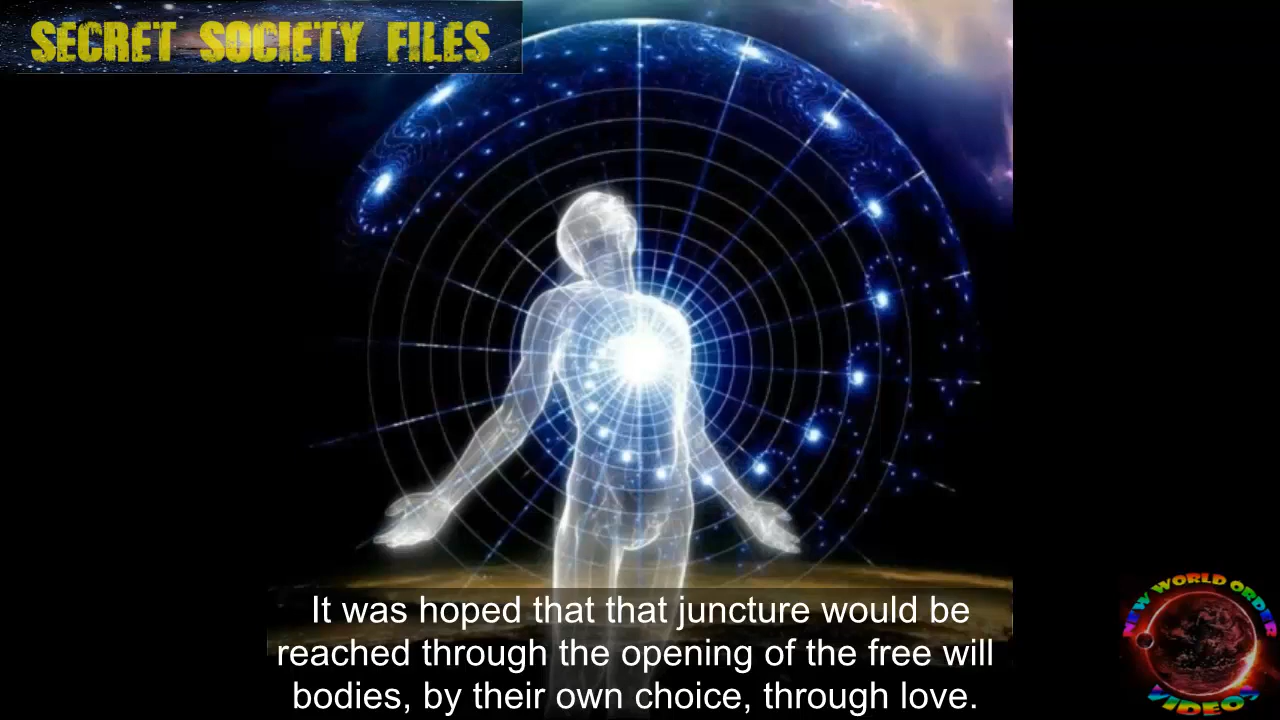 SECRET SOCIETY FILES
It was hoped that that juncture would be
reached through the opening of the free will
bodies, by their own choice, through love.
NEW WORLD ORDER
VIDEOS